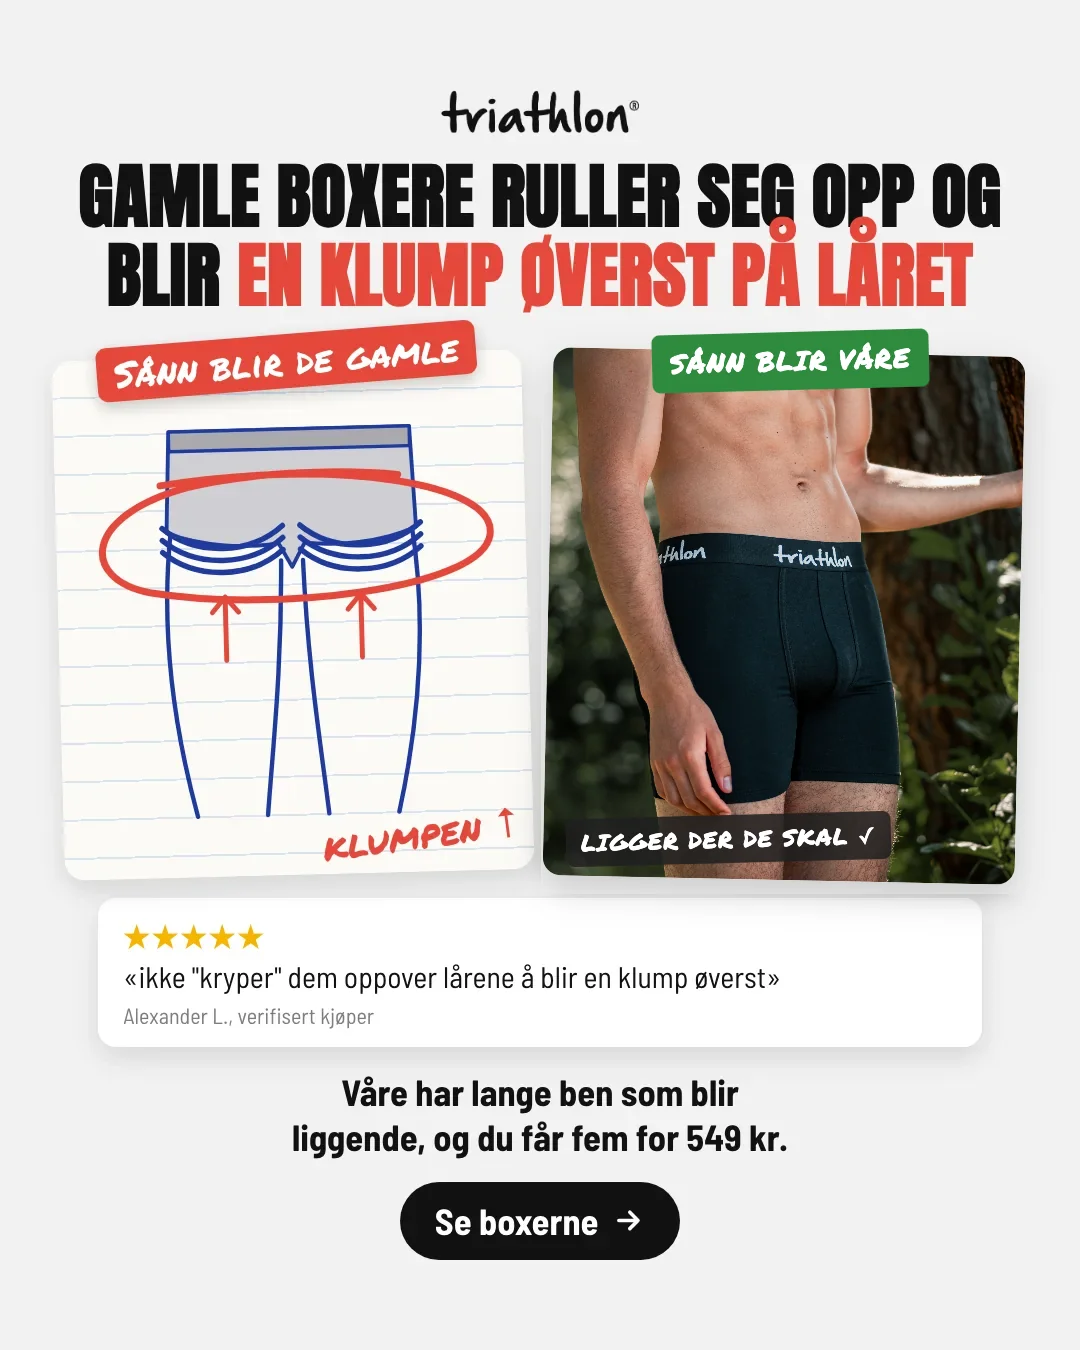 triathlon®
GAMLE BOXERE RULLER SEG OPP OG
BLIR EN KLUMP ØVERST PÅ LÅRET
SÅNN BLIR DE GAMLE
SÅNN BLIR VÅRE
thlon triathlon
KLUMPEN ↑
LIGGER DER DE SKAL ✓
★★★★★
«ikke "kryper" dem oppover lårene å blir en klump øverst»
Alexander L., verifisert kjøper
Våre har lange ben som blir
liggende, og du får fem for 549 kr.
Se boxerne →